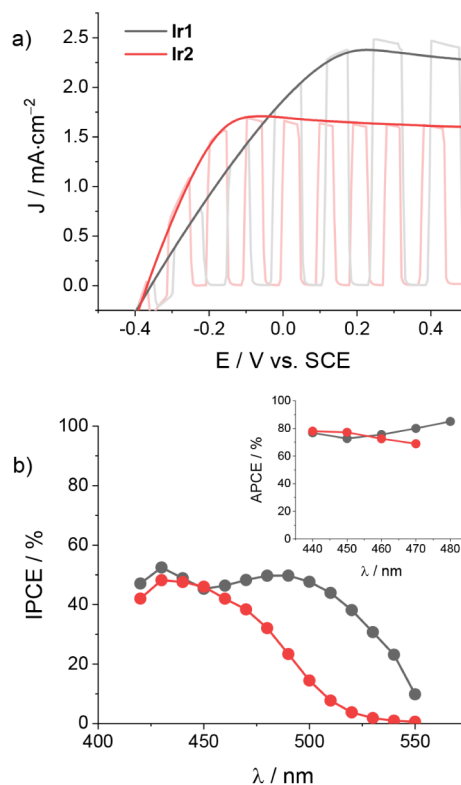 a)
Ir1
Ir2
J / mA·cm⁻²
2.5
2.0
1.5
1.0
0.5
0.0
-0.4 -0.2 0.0 0.2 0.4
E / V vs. SCE
b)
IPCE / %
100
80
60
40
20
0
400 450 500 550
λ / nm
APCE / %
100
80
60
40
20
0
440 450 460 470 480
λ / nm